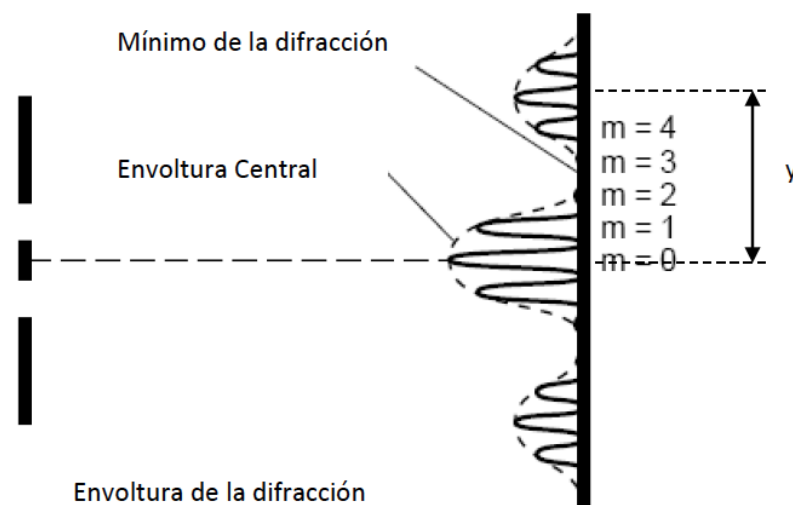 Mínimo de la difracción
Envoltura Central
m = 4
m = 3
m = 2
m = 1
m = 0
y
Envoltura de la difracción